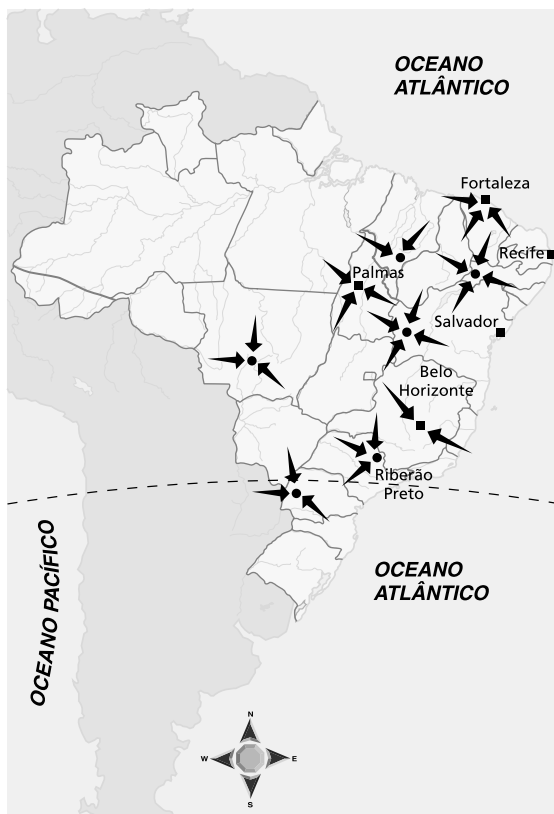 OCEANO
ATLÂNTICO
Fortaleza
Recife
Palmas
Salvador
Belo
Horizonte
Riberão
Preto
OCEANO PACÍFICO
OCEANO
ATLÂNTICO
N
W
E
S